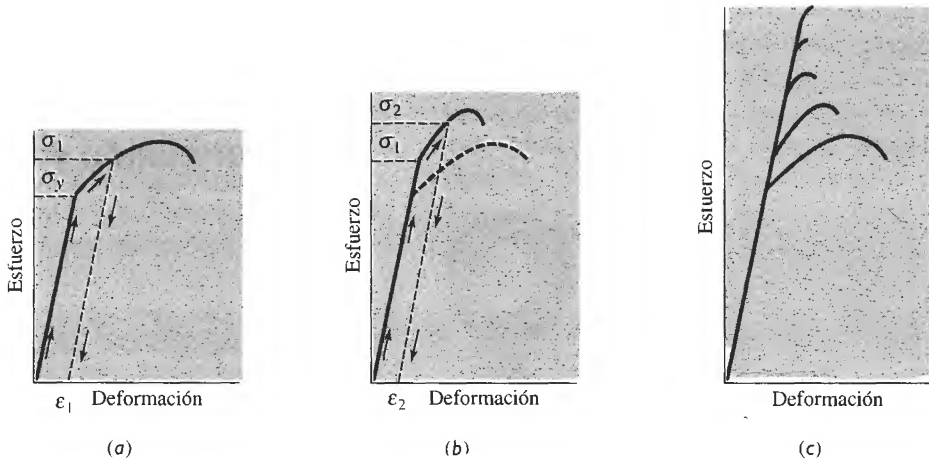 σ1
σy
Esfuerzo
ε1 Deformación
(a)
σ2
σ1
Esfuerzo
ε2 Deformación
(b)
Esfuerzo
Deformación
(c)